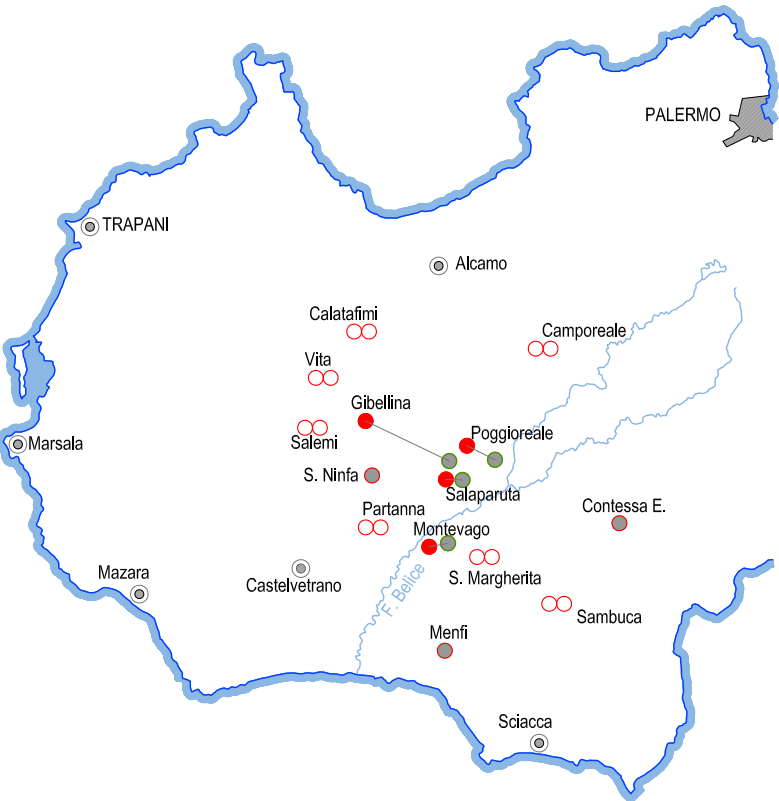 PALERMO
TRAPANI
Alcamo
Calatafimi
Camporeale
Vita
Gibellina
Poggioreale
Marsala
Salemi
S. Ninfa
Salaparuta
Contessa E.
Partanna
Montevago
Mazara
Castelvetrano
S. Margherita
F. Belice
Sambuca
Menfi
Sciacca